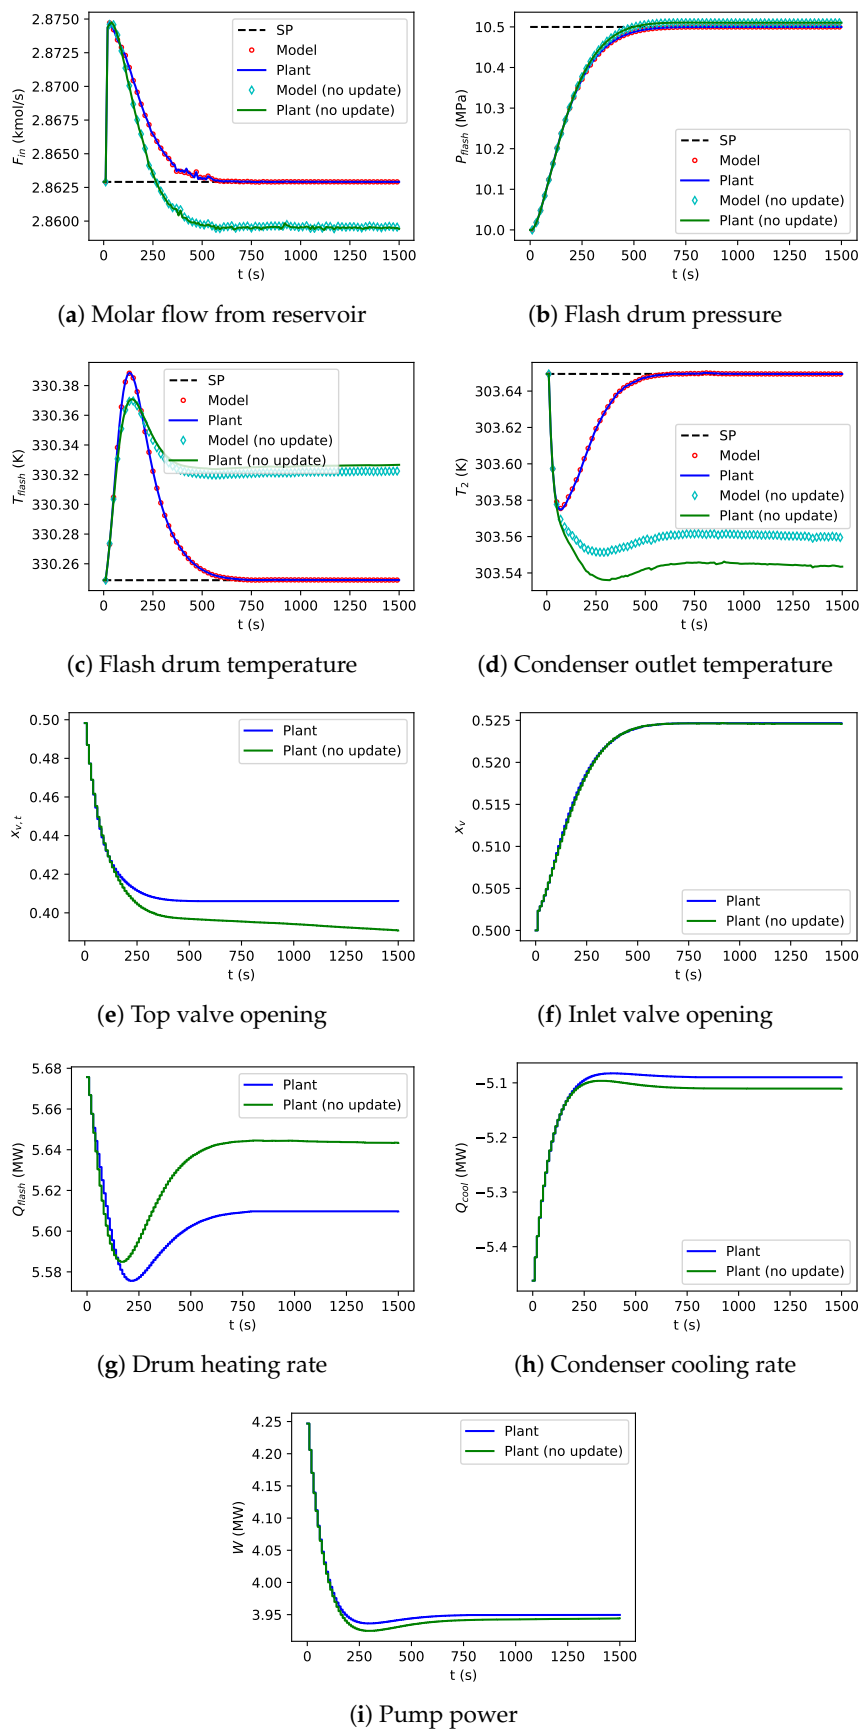 2.8750
2.8725
2.8700
2.8675
2.8650
2.8625
2.8600
F_in (kmol/s)
SP
Model
Plant
Model (no update)
Plant (no update)
0 250 500 750 1000 1250 1500
t (s)
(a) Molar flow from reservoir
10.5
10.4
10.3
10.2
10.1
10.0
P_flash (MPa)
SP
Model
Plant
Model (no update)
Plant (no update)
0 250 500 750 1000 1250 1500
t (s)
(b) Flash drum pressure
330.38
330.36
330.34
330.32
330.30
330.28
330.26
T_flash (K)
SP
Model
Plant
Model (no update)
Plant (no update)
0 250 500 750 1000 1250 1500
t (s)
(c) Flash drum temperature
303.64
303.62
303.60
303.58
303.56
303.54
T_2 (K)
SP
Model
Plant
Model (no update)
Plant (no update)
0 250 500 750 1000 1250 1500
t (s)
(d) Condenser outlet temperature
0.50
0.48
0.46
0.44
0.42
0.40
x_v,t
Plant
Plant (no update)
0 250 500 750 1000 1250 1500
t (s)
(e) Top valve opening
0.525
0.520
0.515
0.510
0.505
0.500
x_v
Plant
Plant (no update)
0 250 500 750 1000 1250 1500
t (s)
(f) Inlet valve opening
5.68
5.66
5.64
5.62
5.60
5.58
Q_flash (MW)
Plant
Plant (no update)
0 250 500 750 1000 1250 1500
t (s)
(g) Drum heating rate
−5.1
−5.2
−5.3
−5.4
Q_cool (MW)
Plant
Plant (no update)
0 250 500 750 1000 1250 1500
t (s)
(h) Condenser cooling rate
4.25
4.20
4.15
4.10
4.05
4.00
3.95
W (MW)
Plant
Plant (no update)
0 250 500 750 1000 1250 1500
t (s)
(i) Pump power